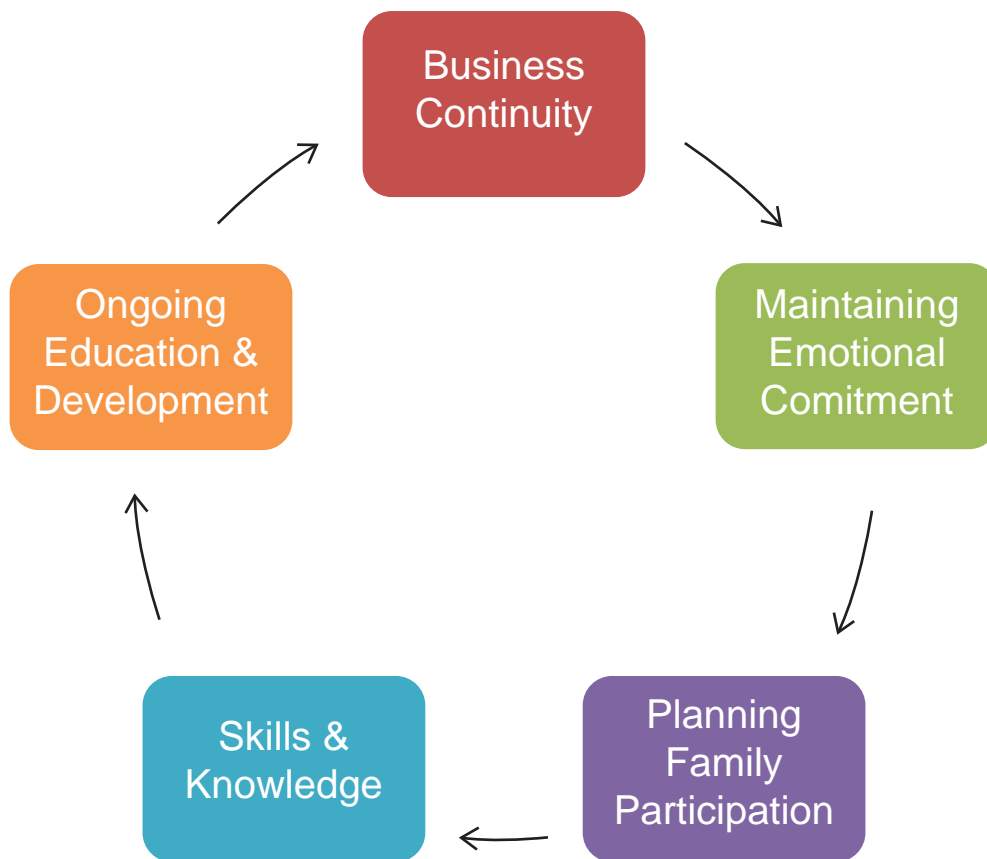 Business
Continuity
Maintaining
Emotional
Comitment
Planning
Family
Participation
Skills &
Knowledge
Ongoing
Education &
Development